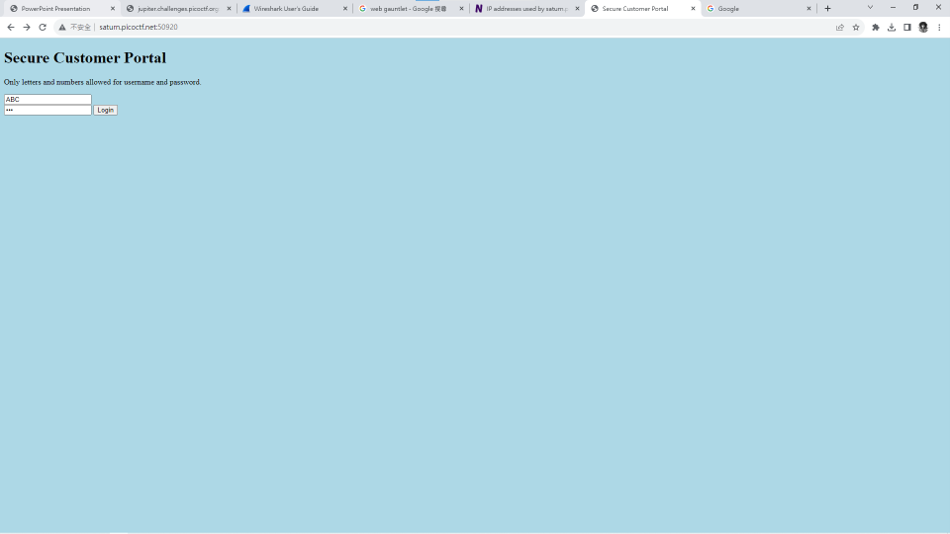 PowerPoint Presentation
jupiter.challenges.picoctf.org
Wireshark User's Guide
web gauntlet - Google 搜尋
IP addresses used by saturn.p
Secure Customer Portal
Google
不安全 | saturn.picoctf.net:50920
Secure Customer Portal
Only letters and numbers allowed for username and password.
ABC
•••
Login